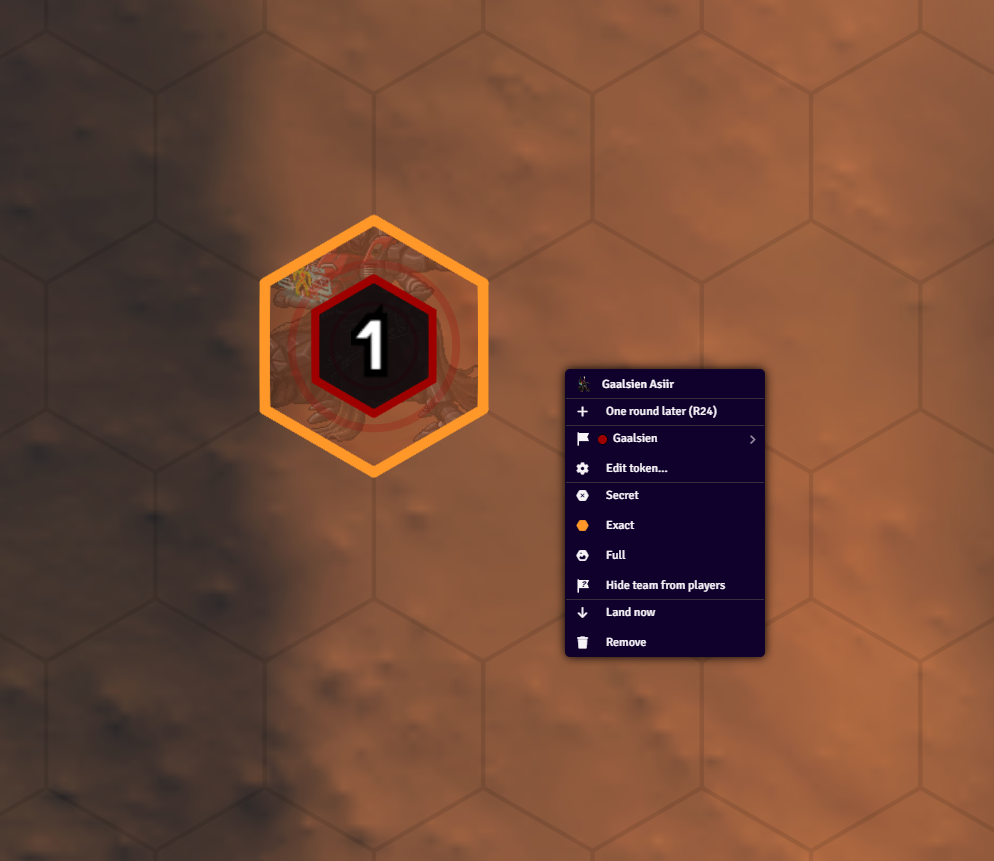 1
Gaalsien Asiir
One round later (R24)
Gaalsien
Edit token...
Secret
Exact
Full
Hide team from players
Land now
Remove